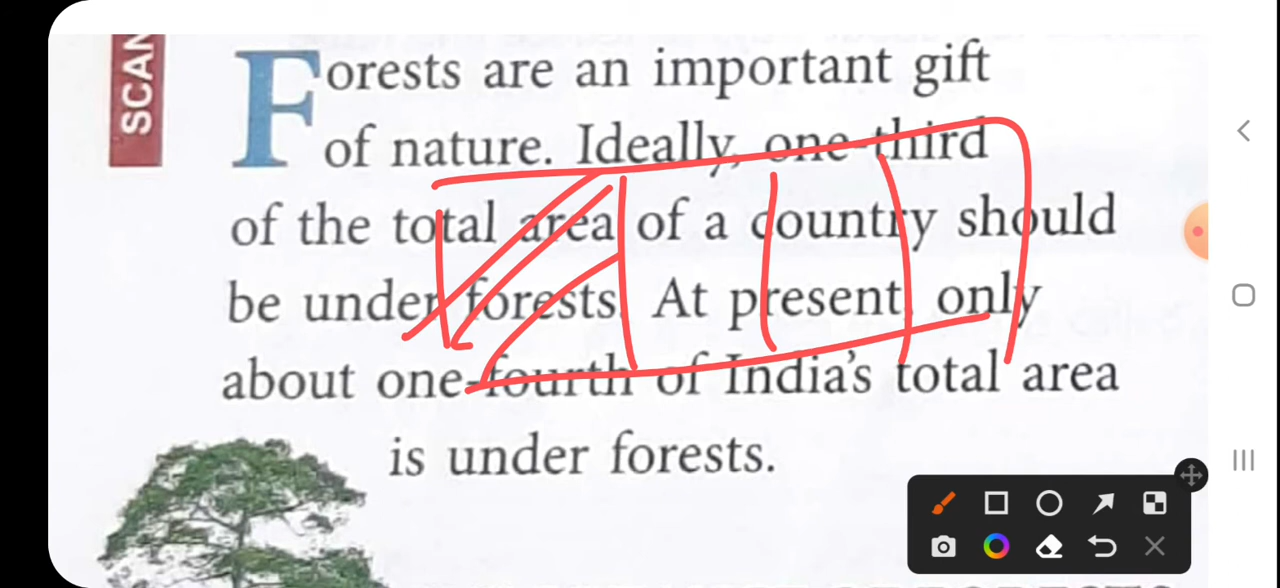 SCAN
Forests are an important gift
of nature. Ideally, one-third
of the total area of a country should
be under forests. At present, only
about one-fourth of India's total area
is under forests.